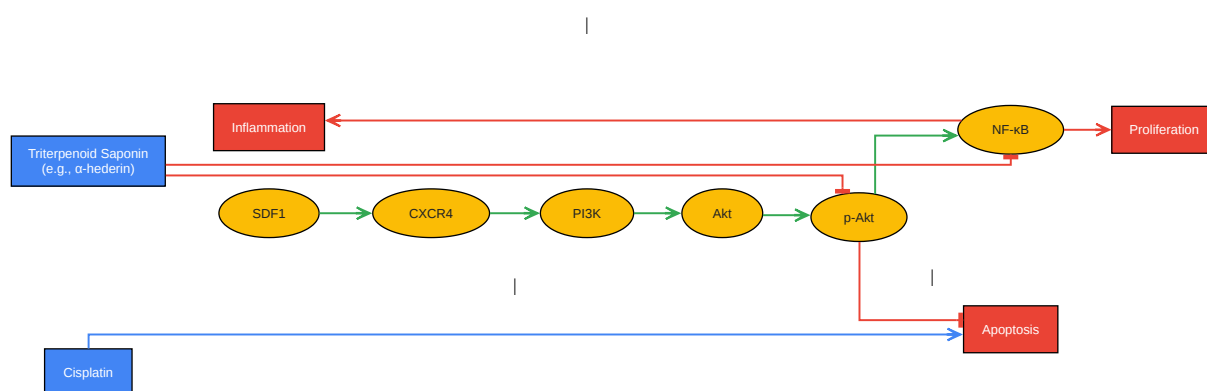 Inflammation
NF-κB
Proliferation
Triterpenoid Saponin
(e.g., α-hederin)
SDF1
CXCR4
PI3K
Akt
p-Akt
Apoptosis
Cisplatin